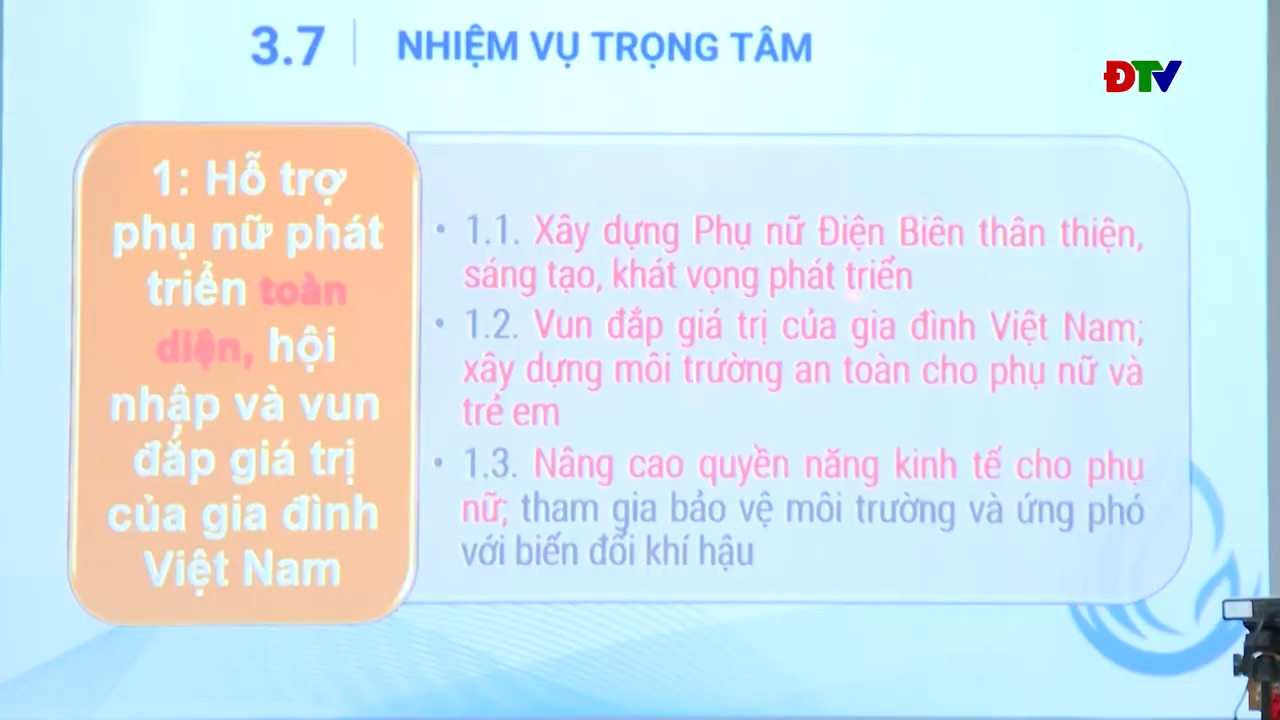 3.7 NHIỆM VỤ TRỌNG TÂM
ĐTV
1: Hỗ trợ
phụ nữ phát
triển toàn
diện, hội
nhập và vun
đắp giá trị
của gia đình
Việt Nam
• 1.1. Xây dựng Phụ nữ Điện Biên thân thiện,
sáng tạo, khát vọng phát triển
• 1.2. Vun đắp giá trị của gia đình Việt Nam;
xây dựng môi trường an toàn cho phụ nữ và
trẻ em
• 1.3. Nâng cao quyền năng kinh tế cho phụ
nữ; tham gia bảo vệ môi trường và ứng phó
với biến đổi khí hậu